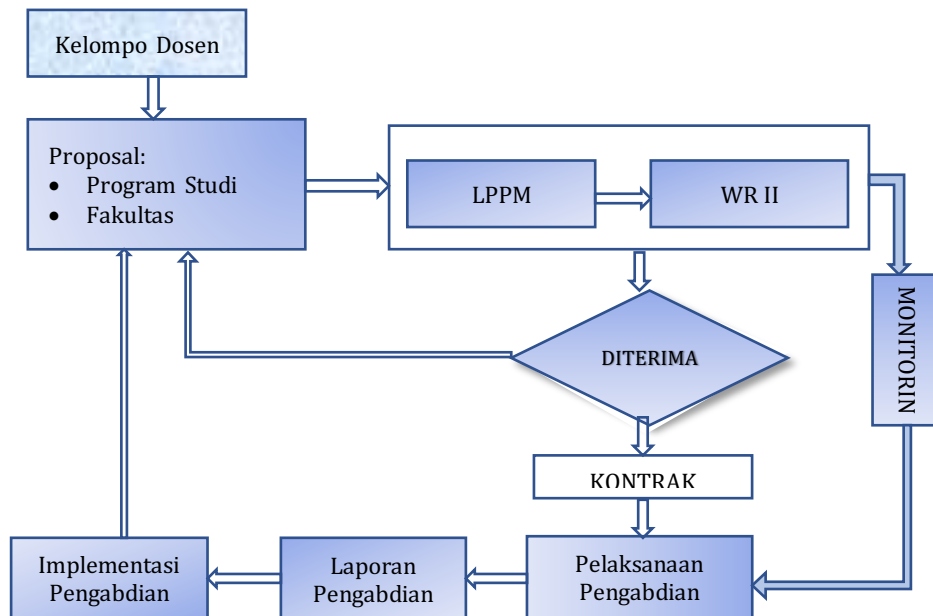 Kelompo Dosen
Proposal:
• Program Studi
• Fakultas
LPPM
WR II
MONITORIN
DITERIMA
KONTRAK
Implementasi
Pengabdian
Laporan
Pengabdian
Pelaksanaan
Pengabdian